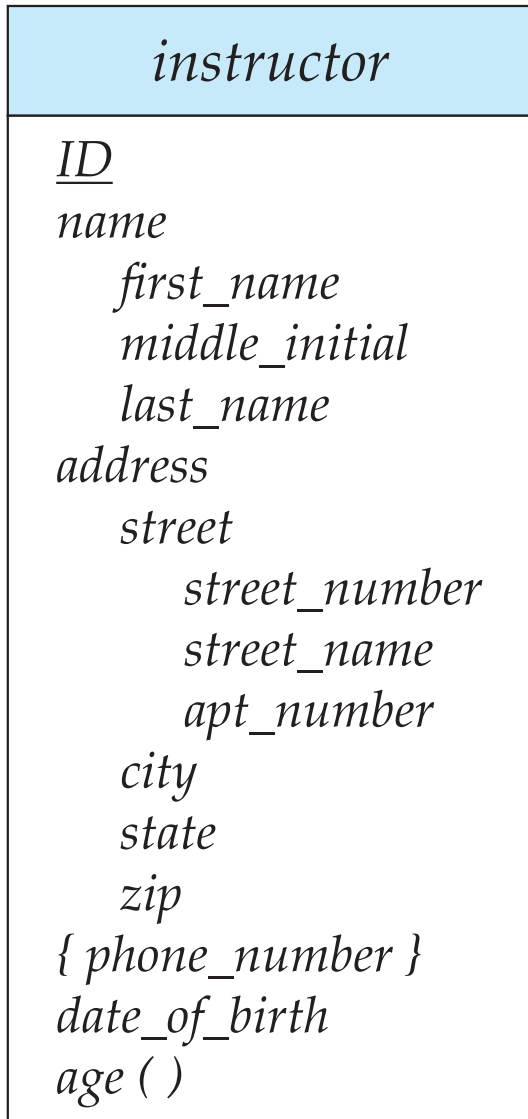 instructor
ID
name
first_name
middle_initial
last_name
address
street
street_number
street_name
apt_number
city
state
zip
{ phone_number }
date_of_birth
age ( )